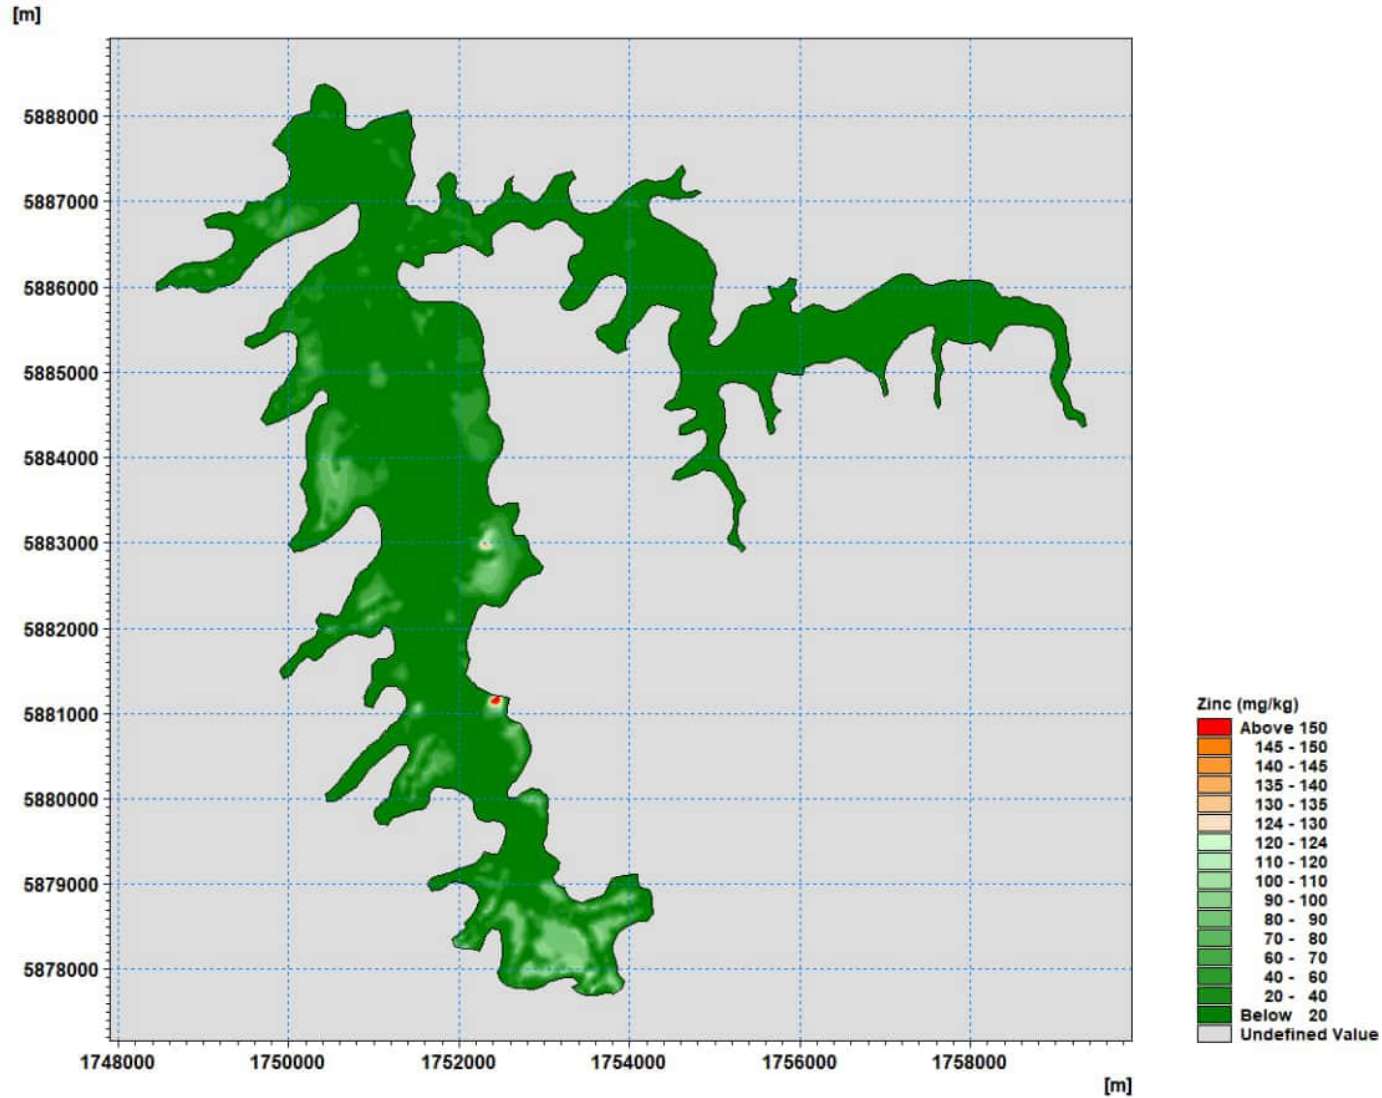 [m]
5888000
5887000
5886000
5885000
5884000
5883000
5882000
5881000
5880000
5879000
5878000
1748000 1750000 1752000 1754000 1756000 1758000
[m]
Zinc (mg/kg)
Above 150
145 - 150
140 - 145
135 - 140
130 - 135
124 - 130
120 - 124
110 - 120
100 - 110
90 - 100
80 - 90
70 - 80
60 - 70
40 - 60
20 - 40
Below 20
Undefined Value